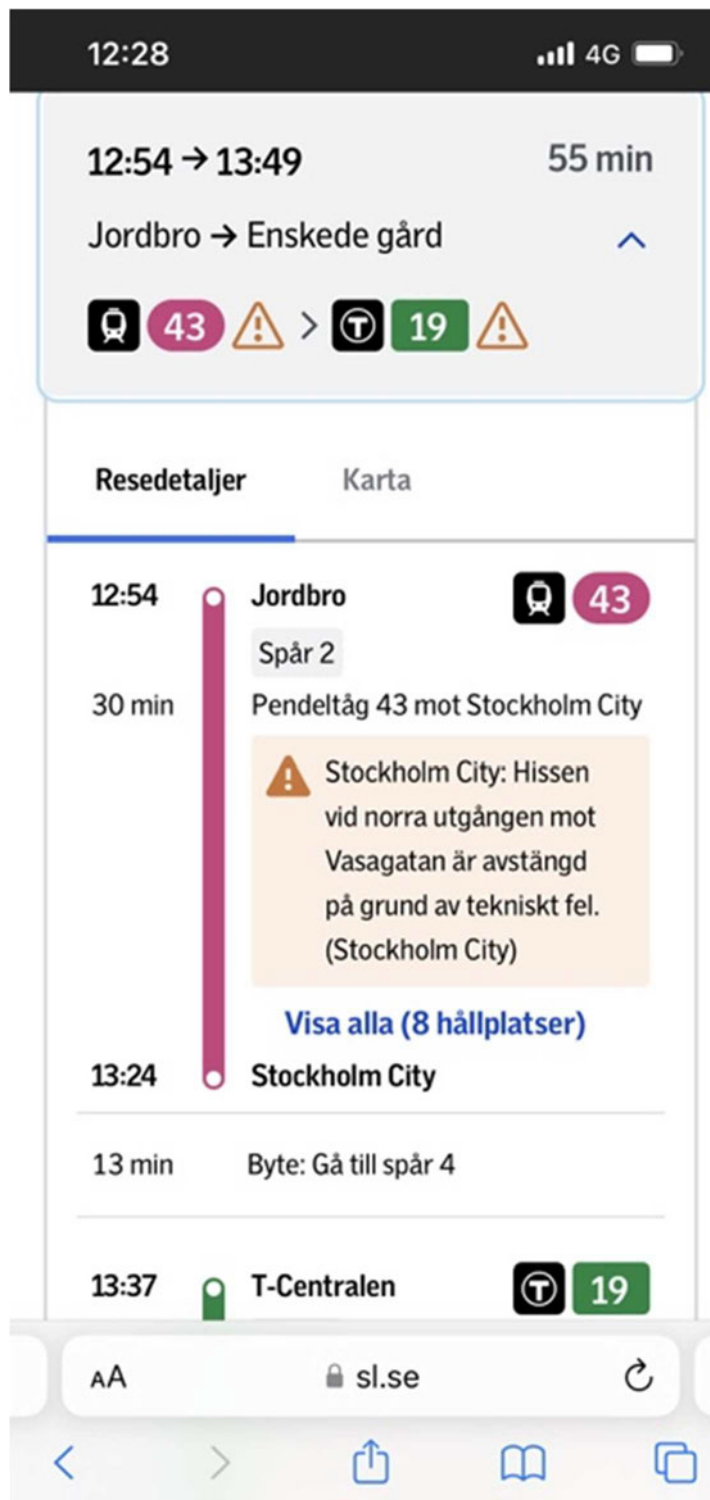 12:28 4G
12:54 → 13:49 55 min
Jordbro → Enskede gård
43 > T 19
Resedetaljer Karta
12:54 Jordbro 43
Spår 2
30 min Pendeltåg 43 mot Stockholm City
Stockholm City: Hissen
vid norra utgången mot
Vasagatan är avstängd
på grund av tekniskt fel.
(Stockholm City)
Visa alla (8 hållplatser)
13:24 Stockholm City
13 min Byte: Gå till spår 4
13:37 T-Centralen T 19
AA sl.se